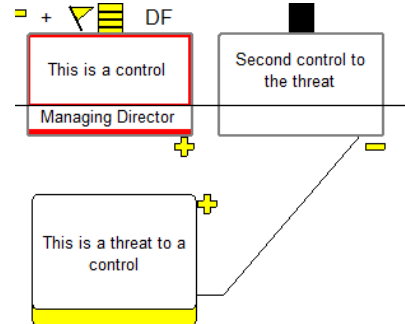 + DF
This is a control
Managing Director
Second control to
the threat
This is a threat to a
control